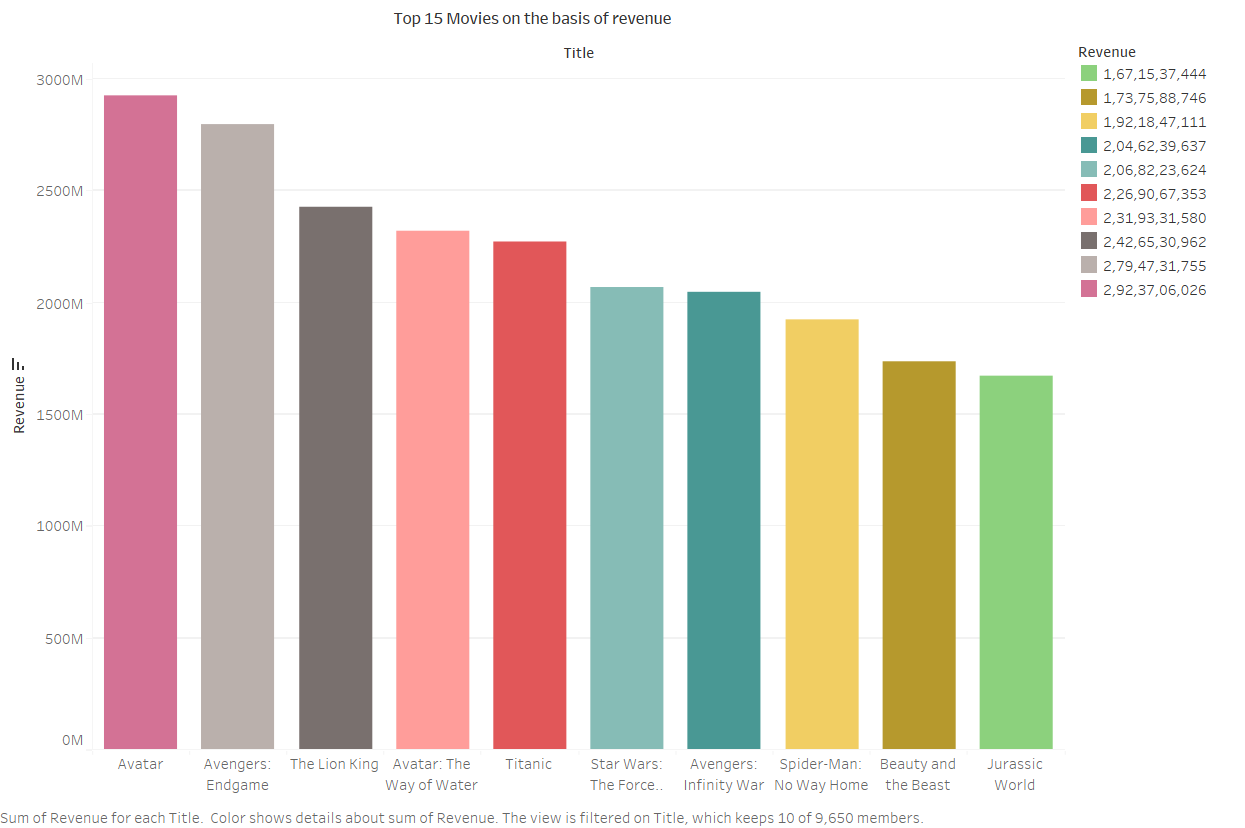 Top 15 Movies on the basis of revenue
Title
Revenue
1,67,15,37,444
1,73,75,88,746
1,92,18,47,111
2,04,62,39,637
2,06,82,23,624
2,26,90,67,353
2,31,93,31,580
2,42,65,30,962
2,79,47,31,755
2,92,37,06,026
3000M
2500M
2000M
1500M
1000M
500M
0M
Revenue
Avatar
Avengers:
Endgame
The Lion King
Avatar: The
Way of Water
Titanic
Star Wars:
The Force..
Avengers:
Infinity War
Spider-Man:
No Way Home
Beauty and
the Beast
Jurassic
World
Sum of Revenue for each Title.  Color shows details about sum of Revenue. The view is filtered on Title, which keeps 10 of 9,650 members.